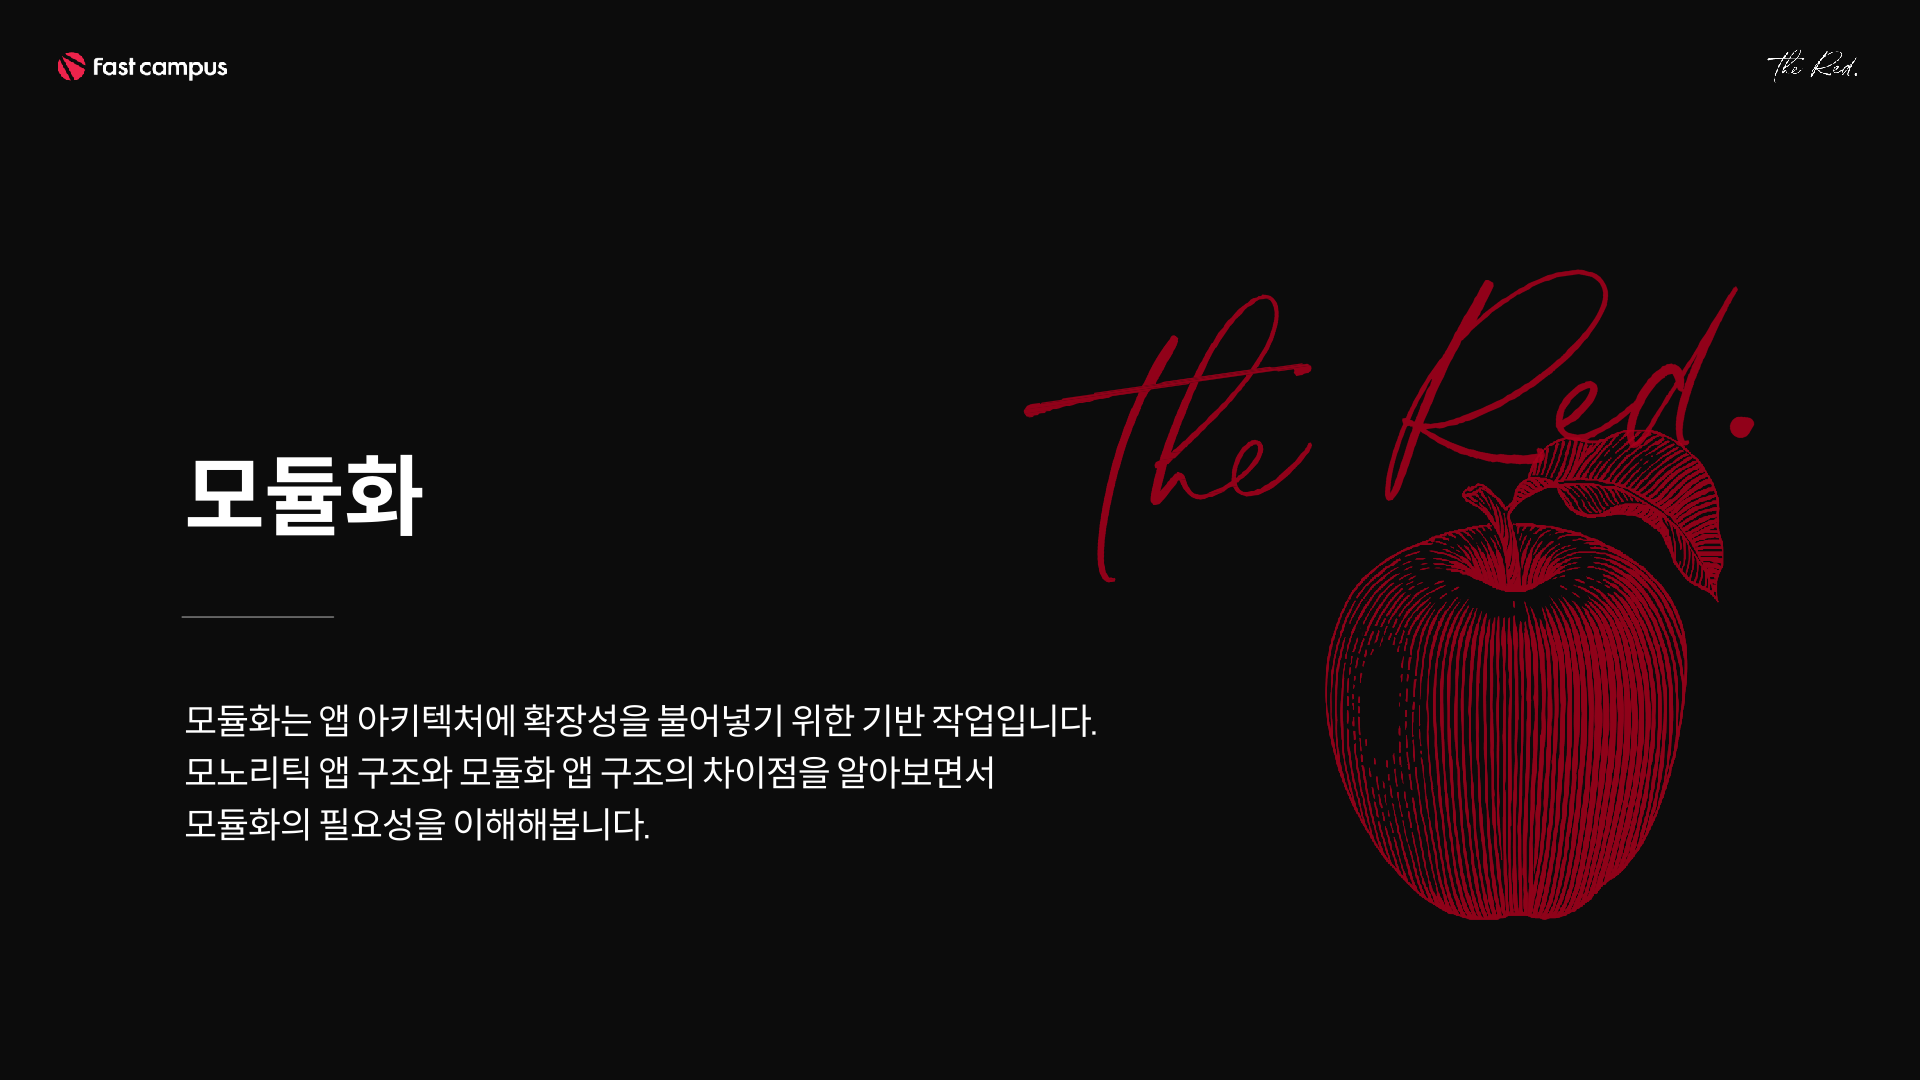 Fast campus
the Red.
the Red.
모듈화
모듈화는 앱 아키텍처에 확장성을 불어넣기 위한 기반 작업입니다.
모노리틱 앱 구조와 모듈화 앱 구조의 차이점을 알아보면서
모듈화의 필요성을 이해해봅니다.